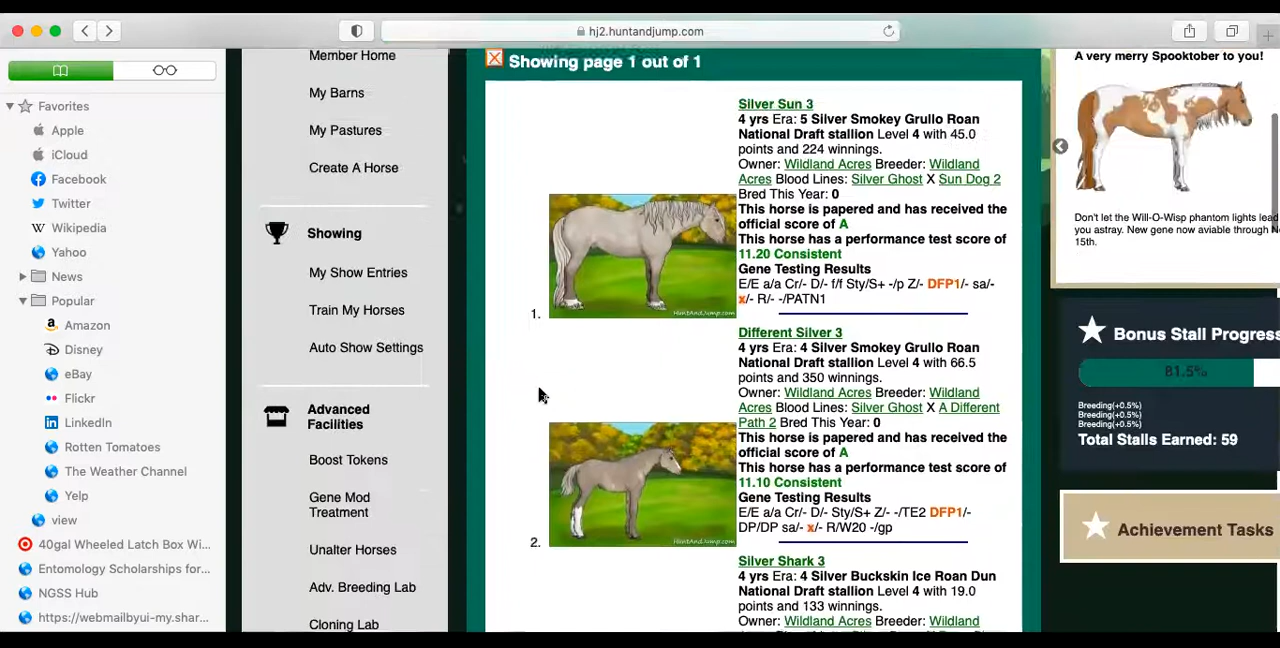 hj2.huntandjump.com
Favorites
Apple
iCloud
Facebook
Twitter
Wikipedia
Yahoo
News
Popular
Amazon
Disney
eBay
Flickr
LinkedIn
Rotten Tomatoes
The Weather Channel
Yelp
view
40gal Wheeled Latch Box Wi...
Entomology Scholarships for...
NGSS Hub
https://webmailbyui-my.shar...
Member Home
My Barns
My Pastures
Create A Horse
Showing
My Show Entries
Train My Horses
Auto Show Settings
Advanced
Facilities
Boost Tokens
Gene Mod
Treatment
Unalter Horses
Adv. Breeding Lab
Cloning Lab
Showing page 1 out of 1
1.
HuntAndJump.com
Silver Sun 3
4 yrs Era: 5 Silver Smokey Grullo Roan
National Draft stallion Level 4 with 45.0
points and 224 winnings.
Owner: Wildland Acres Breeder: Wildland
Acres Blood Lines: Silver Ghost X Sun Dog 2
Bred This Year: 0
This horse is papered and has received the
official score of A
This horse has a performance test score of
11.20 Consistent
Gene Testing Results
E/E a/a Cr/- D/- f/f Sty/S+ -/p Z/- DFP1/- sa/-
x/- R/- -/PATN1
2.
HuntAndJump.com
Different Silver 3
4 yrs Era: 4 Silver Smokey Grullo Roan
National Draft stallion Level 4 with 66.5
points and 350 winnings.
Owner: Wildland Acres Breeder: Wildland
Acres Blood Lines: Silver Ghost X A Different
Path 2 Bred This Year: 0
This horse is papered and has received the
official score of A
This horse has a performance test score of
11.10 Consistent
Gene Testing Results
E/E a/a Cr/- D/- Sty/S+ Z/- -/TE2 DFP1/-
DP/DP sa/- x/- R/W20 -/gp
Silver Shark 3
4 yrs Era: 4 Silver Buckskin Ice Roan Dun
National Draft stallion Level 4 with 19.0
points and 133 winnings.
Owner: Wildland Acres Breeder: Wildland
A very merry Spooktober to you!
Don't let the Will-O-Wisp phantom lights lead
you astray. New gene now aviable through
15th.
Bonus Stall Progress
81.5%
Breeding(+0.5%)
Breeding(+0.5%)
Breeding(+0.5%)
Total Stalls Earned: 59
Achievement Tasks